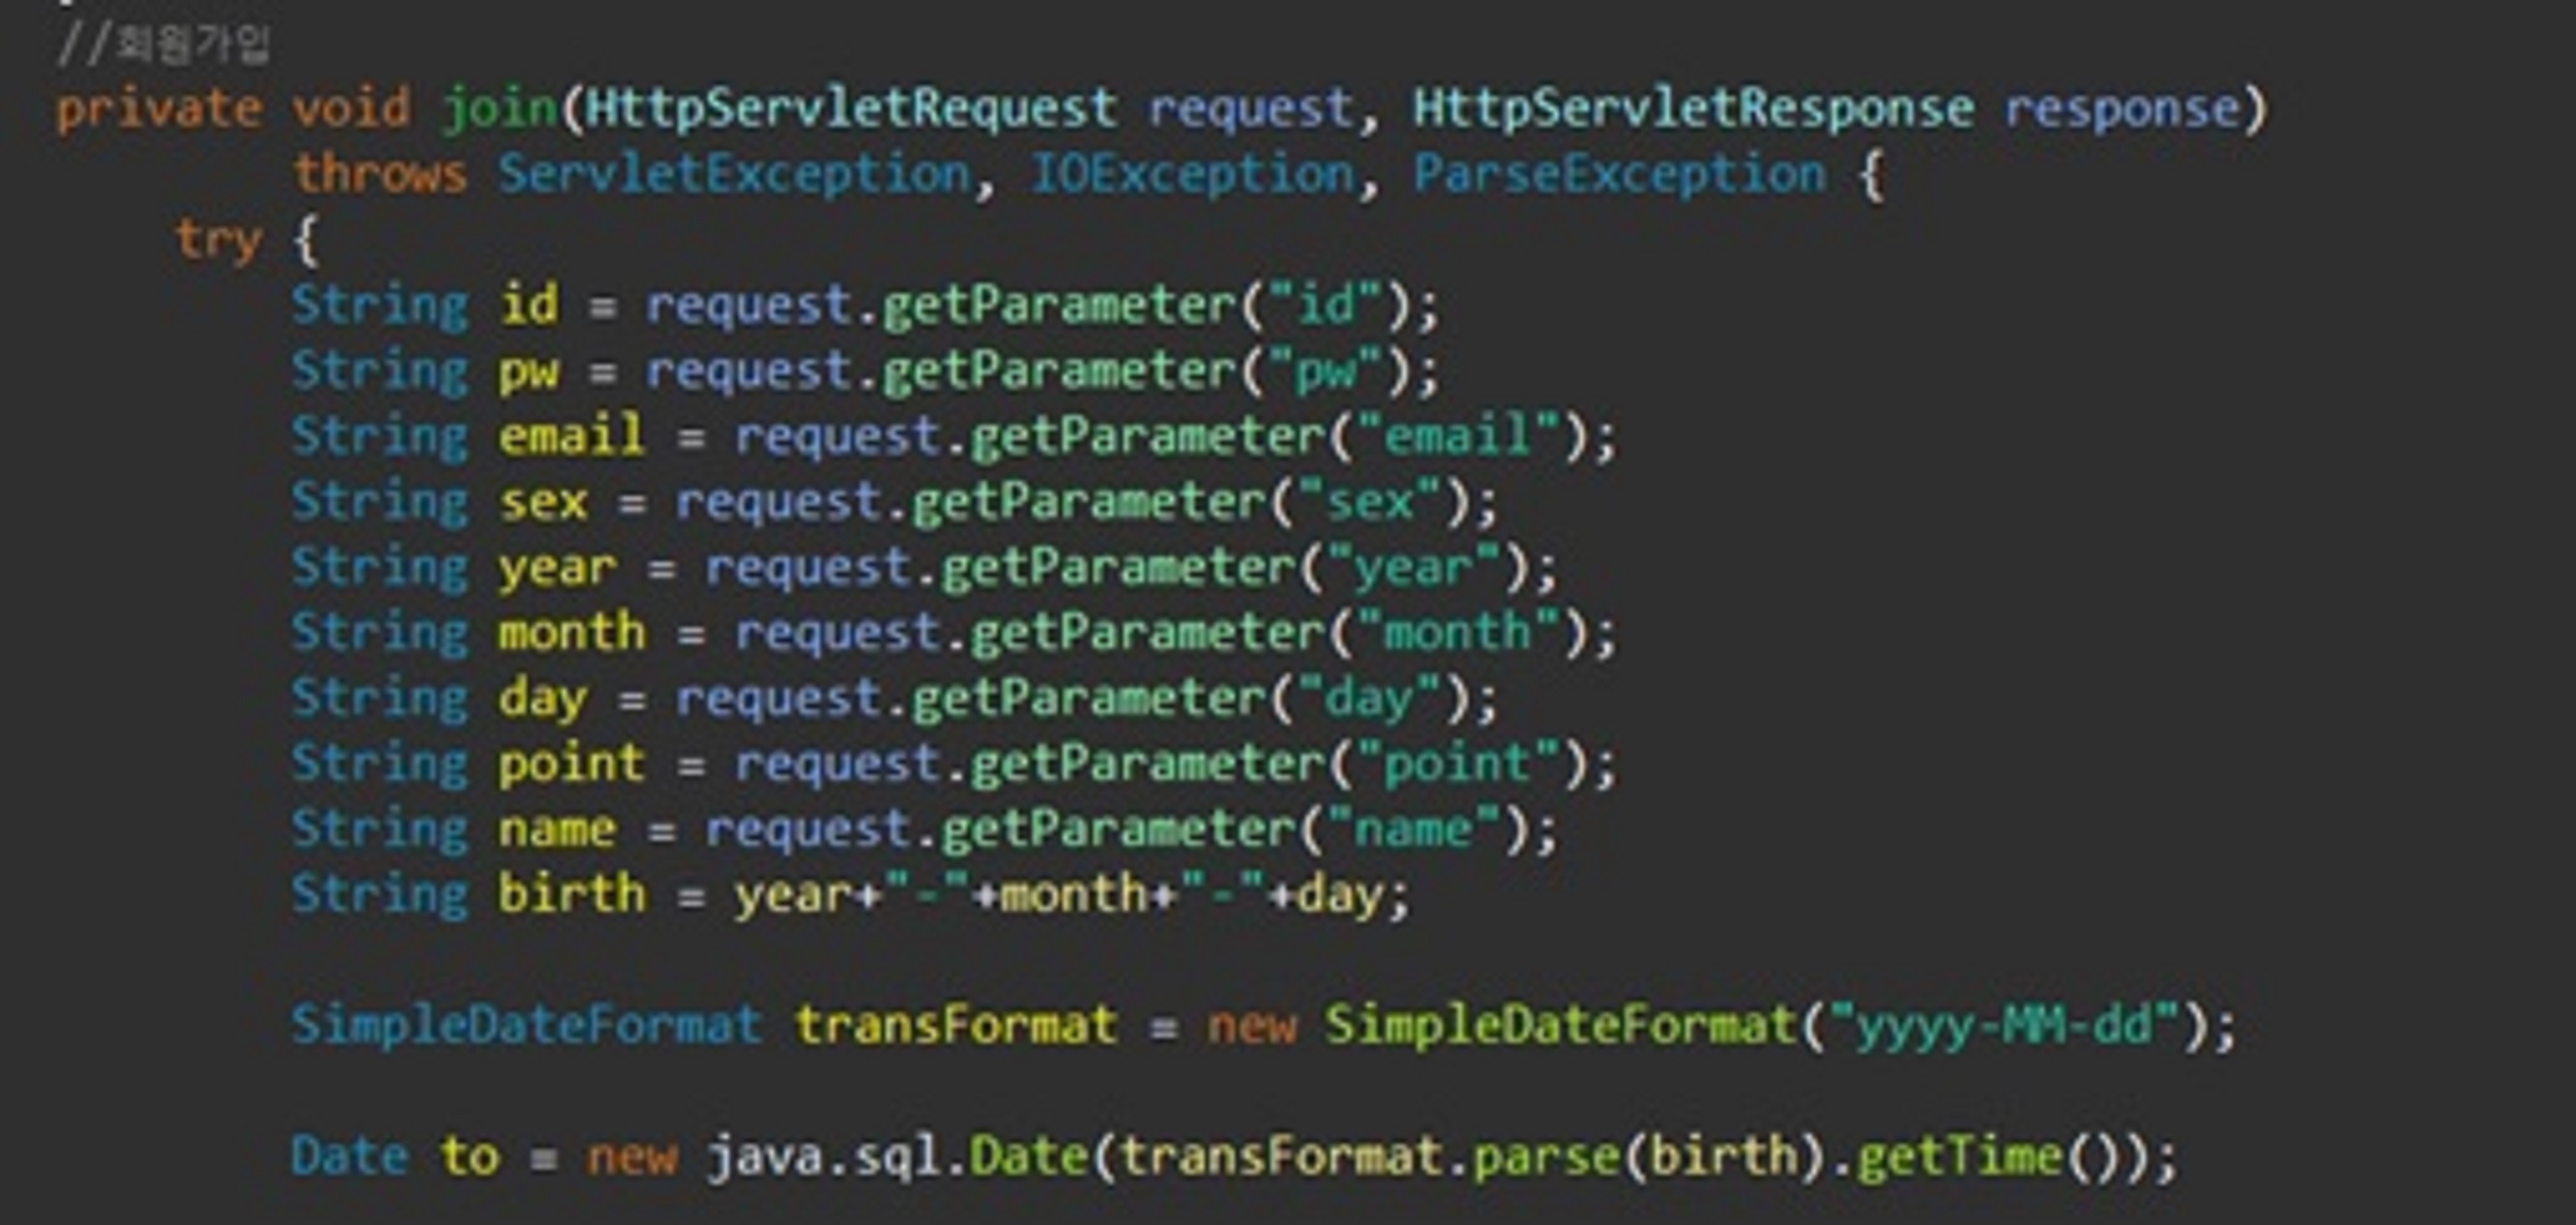 //회원가입
private void join(HttpServletRequest request, HttpServletResponse response)
throws ServletException, IOException, ParseException {
try {
String id = request.getParameter("id");
String pw = request.getParameter("pw");
String email = request.getParameter("email");
String sex = request.getParameter("sex");
String year = request.getParameter("year");
String month = request.getParameter("month");
String day = request.getParameter("day");
String point = request.getParameter("point");
String name = request.getParameter("name");
String birth = year+"-"+month+"-"+day;
SimpleDateFormat transFormat = new SimpleDateFormat("yyyy-MM-dd");
Date to = new java.sql.Date(transFormat.parse(birth).getTime());